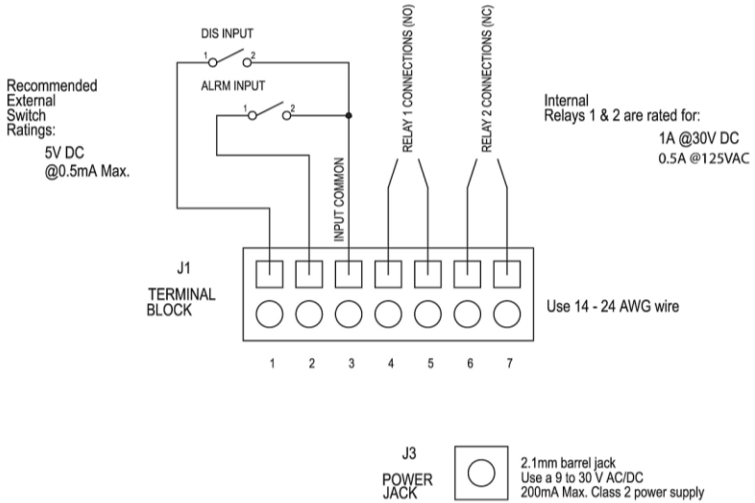 DIS INPUT
1 2
ALRM INPUT
1 2
Recommended
External
Switch
Ratings:
5V DC
@0.5mA Max.
INPUT COMMON
RELAY 1 CONNECTIONS (NO)
RELAY 2 CONNECTIONS (NC)
Internal
Relays 1 & 2 are rated for:
1A @30V DC
0.5A @125VAC
J1
TERMINAL
BLOCK
Use 14 - 24 AWG wire
1 2 3 4 5 6 7
J3
POWER
JACK
2.1mm barrel jack
Use a 9 to 30 V AC/DC
200mA Max. Class 2 power supply